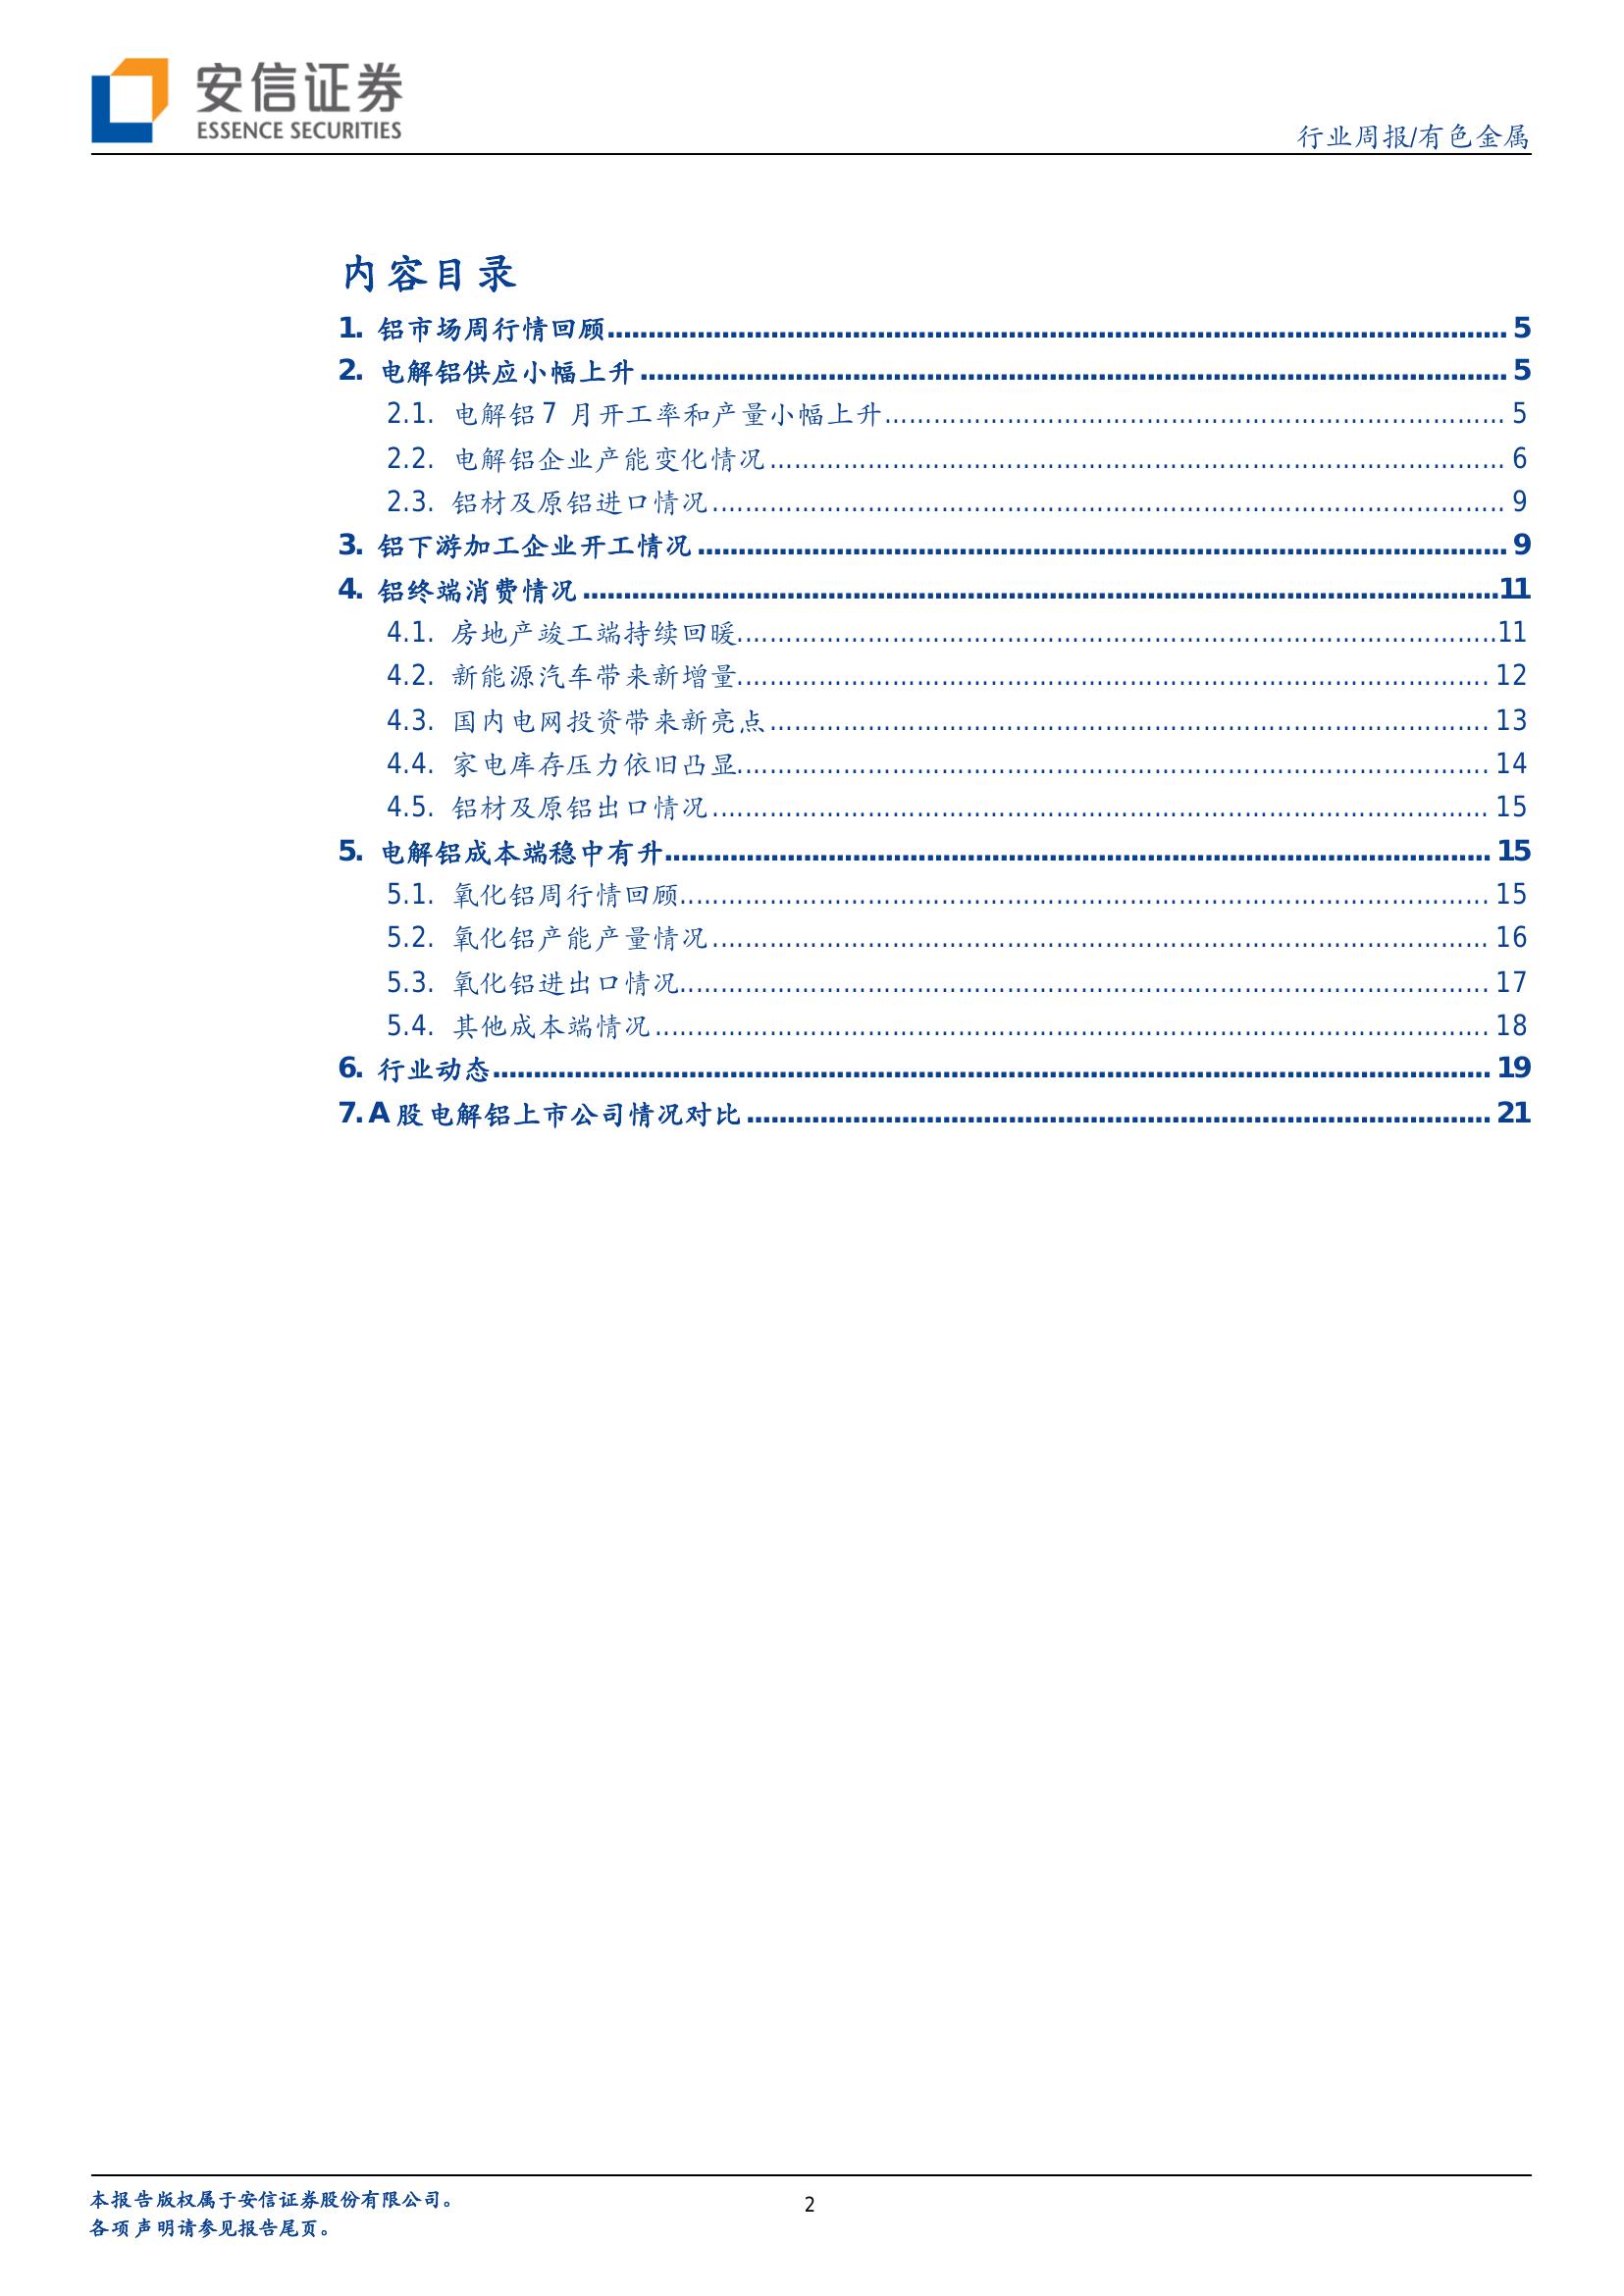 安信证券
ESSENCE SECURITIES
行业周报/有色金属
内容目录
1. 铝市场周行情回顾 5
2. 电解铝供应小幅上升 5
2.1. 电解铝 7 月开工率和产量小幅上升 5
2.2. 电解铝企业产能变化情况 6
2.3. 铝材及原铝进口情况 9
3. 铝下游加工企业开工情况 9
4. 铝终端消费情况 11
4.1. 房地产竣工端持续回暖 11
4.2. 新能源汽车带来新增量 12
4.3. 国内电网投资带来新亮点 13
4.4. 家电库存压力依旧凸显 14
4.5. 铝材及原铝出口情况 15
5. 电解铝成本端稳中有升 15
5.1. 氧化铝周行情回顾 15
5.2. 氧化铝产能产量情况 16
5.3. 氧化铝进出口情况 17
5.4. 其他成本端情况 18
6. 行业动态 19
7. A 股电解铝上市公司情况对比 21
本报告版权属于安信证券股份有限公司。
各项声明请参见报告尾页。
2